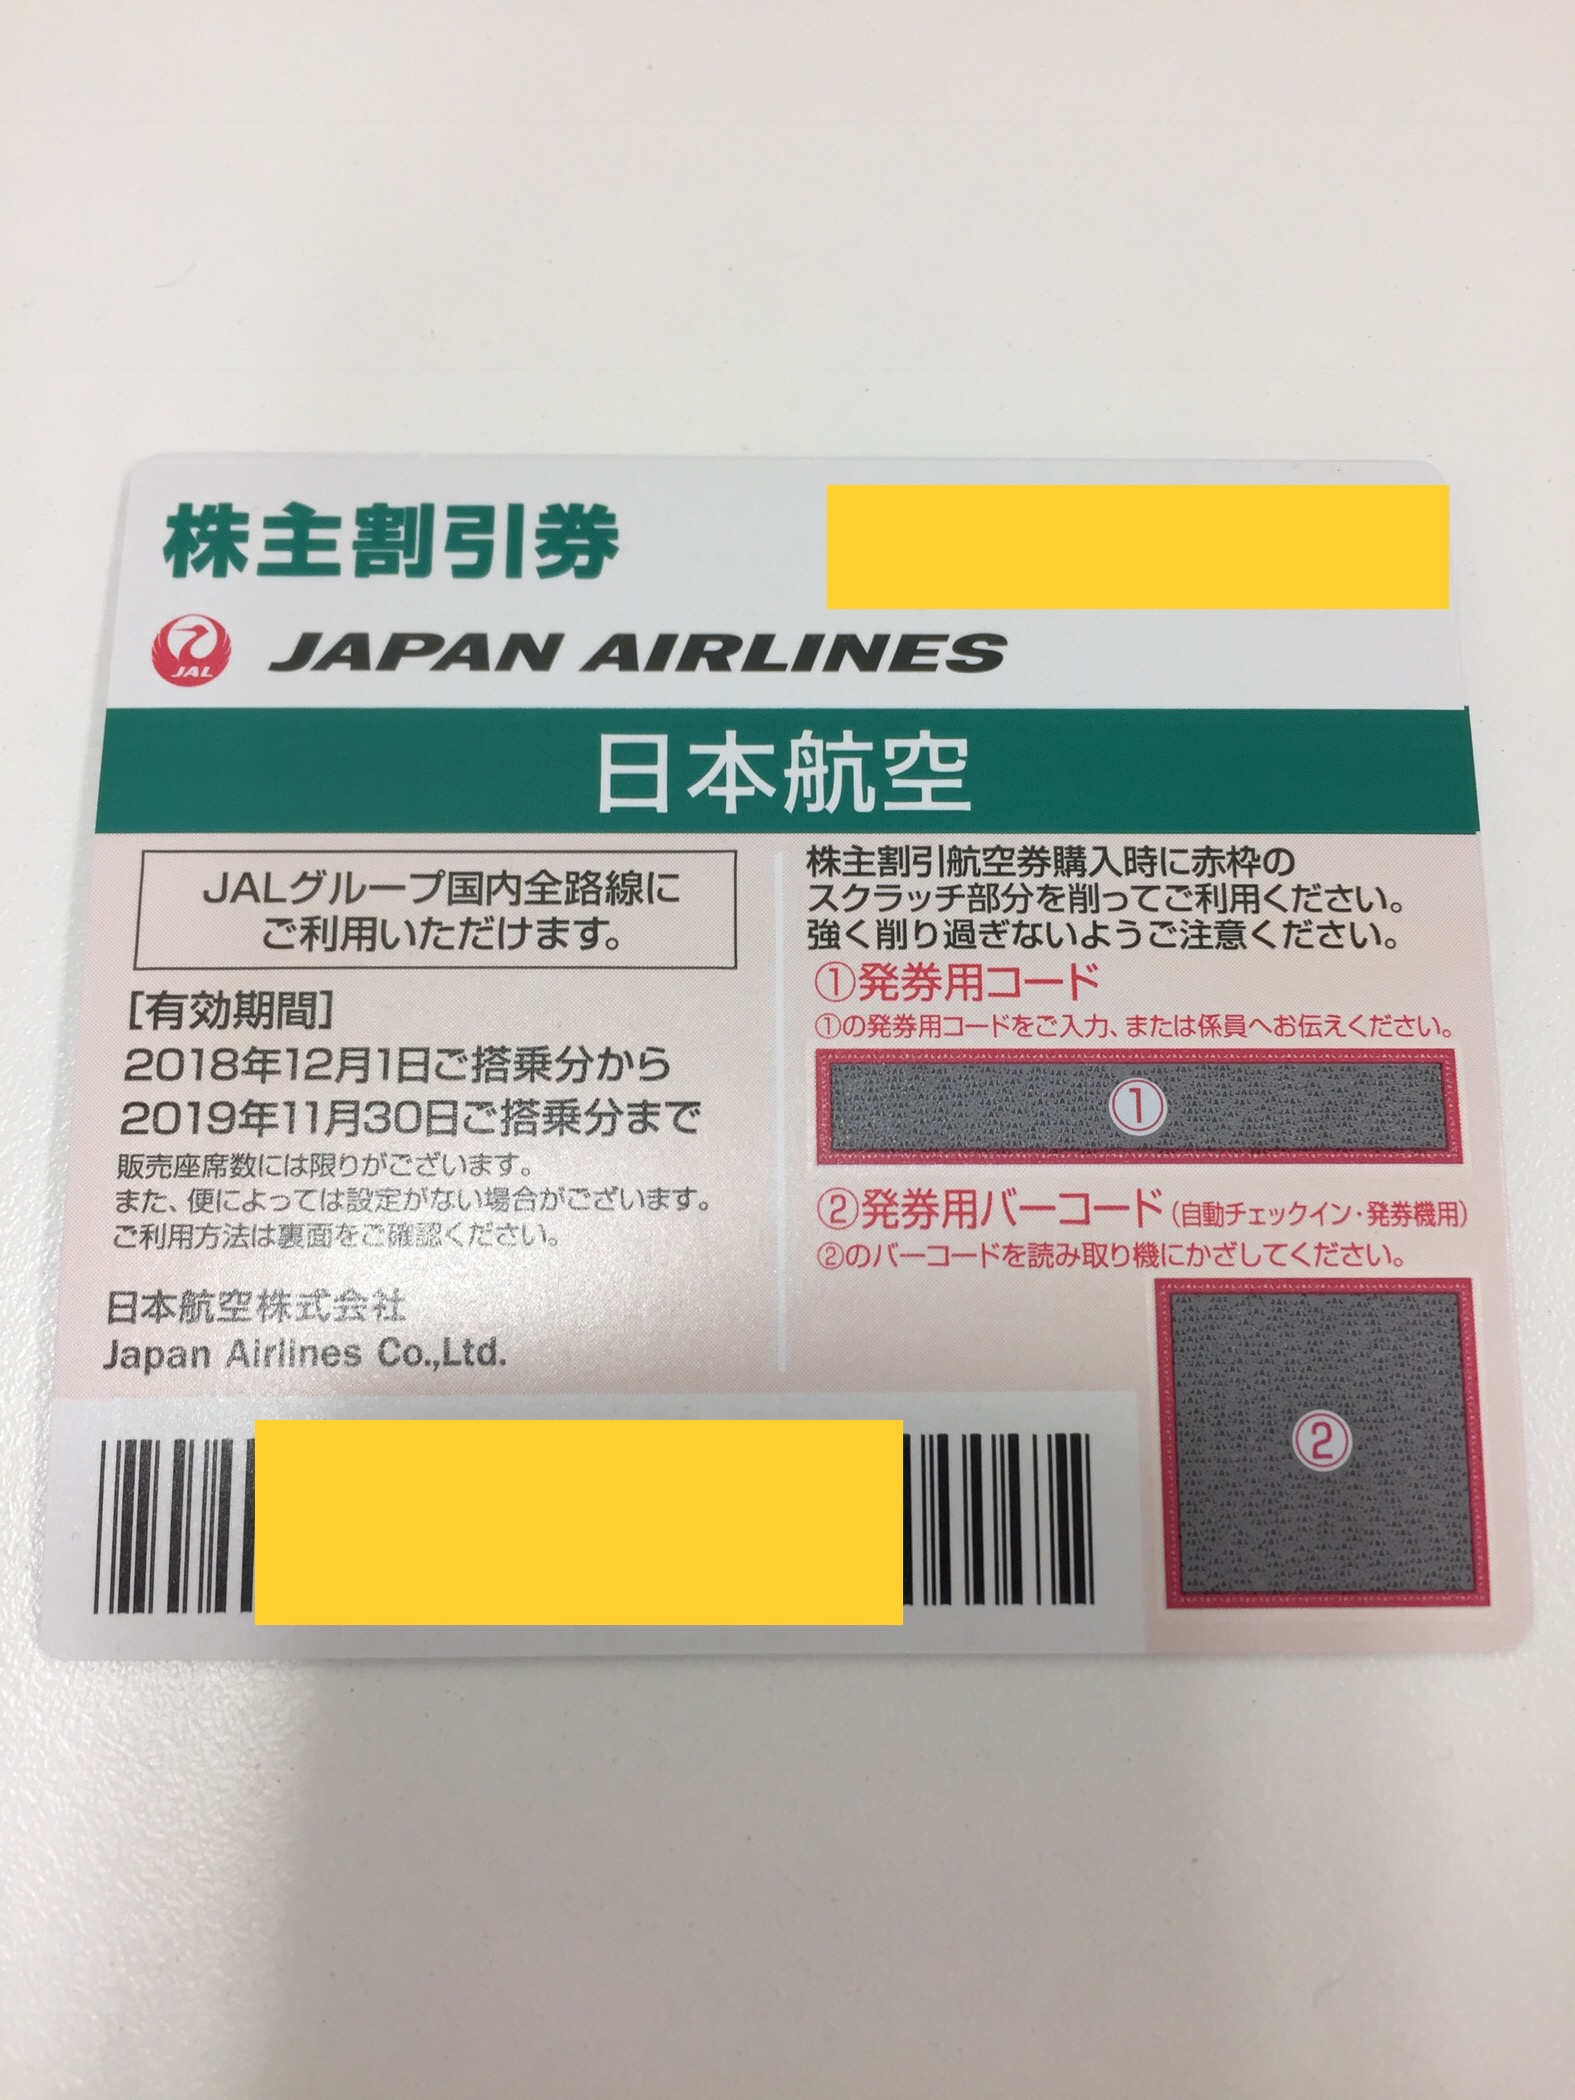 株主割引券
JAL JAPAN AIRLINES
日本航空
JALグループ国内全路線に
ご利用いただけます。
[有効期間]
2018年12月1日ご搭乗分から
2019年11月30日ご搭乗分まで
販売座席数には限りがございます。
また、便によっては設定がない場合がございます。
ご利用方法は裏面をご確認ください。
日本航空株式会社
Japan Airlines Co.,Ltd.
株主割引航空券購入時に赤枠の
スクラッチ部分を削ってご利用ください。
強く削り過ぎないようご注意ください。
①発券用コード
①の発券用コードをご入力、または係員へお伝えください。
①
②発券用バーコード(自動チェックイン・発券機用)
②のバーコードを読み取り機にかざしてください。
②